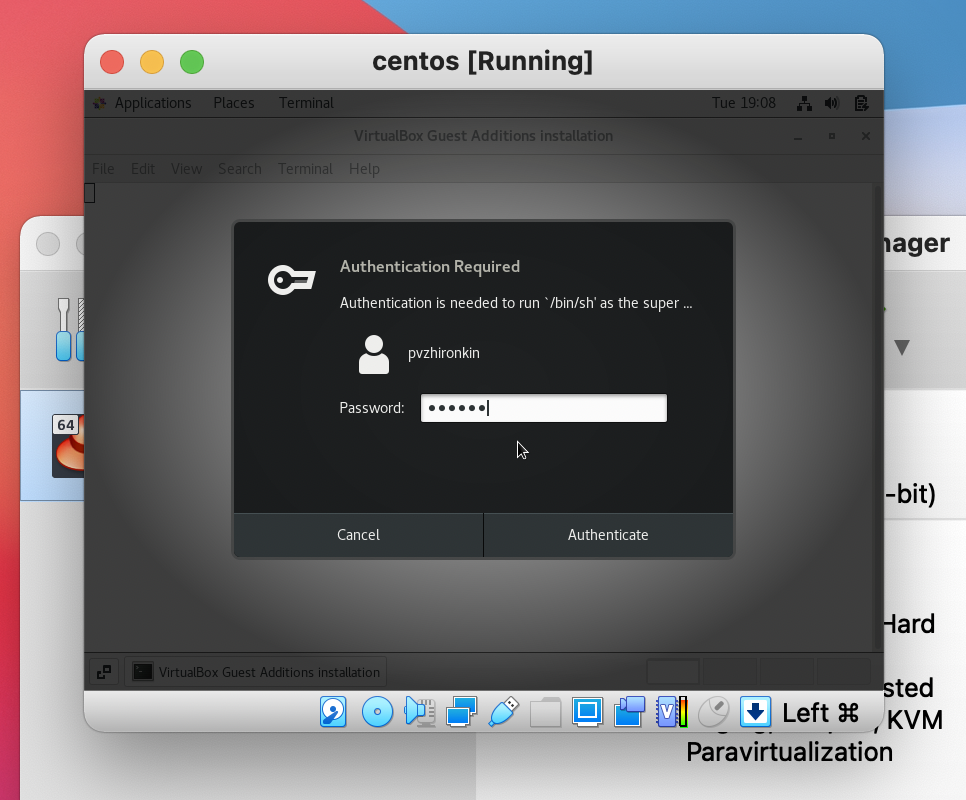 centos [Running]
Applications Places Terminal Tue 19:08
VirtualBox Guest Additions installation
File Edit View Search Terminal Help
nager
Authentication Required
Authentication is needed to run `/bin/sh' as the super ...
pvzhironkin
Password: ••••••
64
-bit)
Cancel Authenticate
Hard
VirtualBox Guest Additions installation
sted
V
Left ⌘
KVM
Paravirtualization